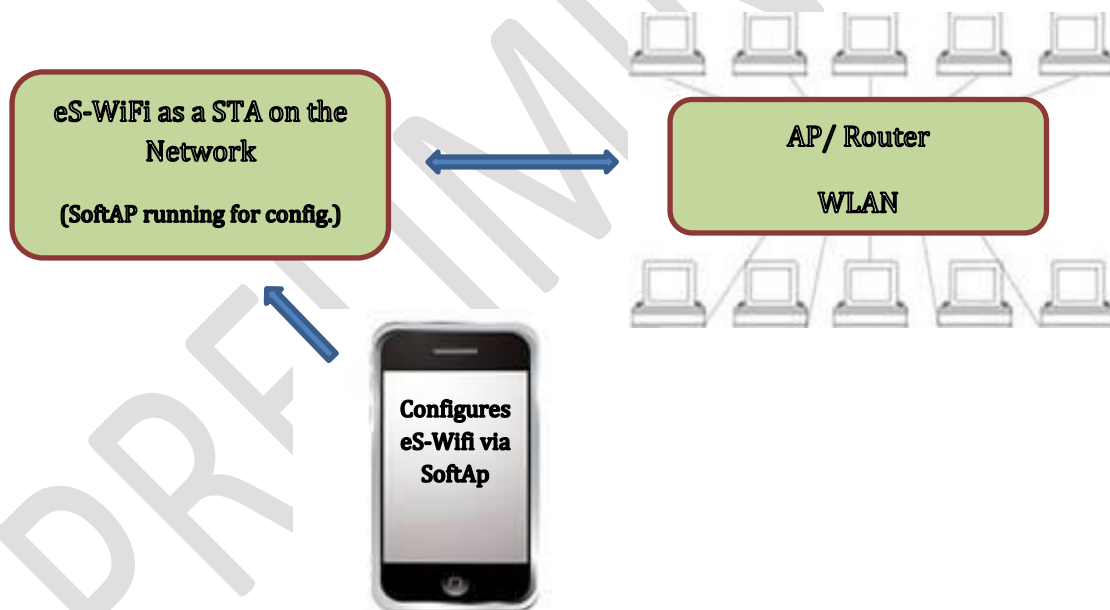 eS-WiFi as a STA on the
Network
(SoftAP running for config.)
AP/ Router
WLAN
Configures
eS-Wifi via
SoftAp